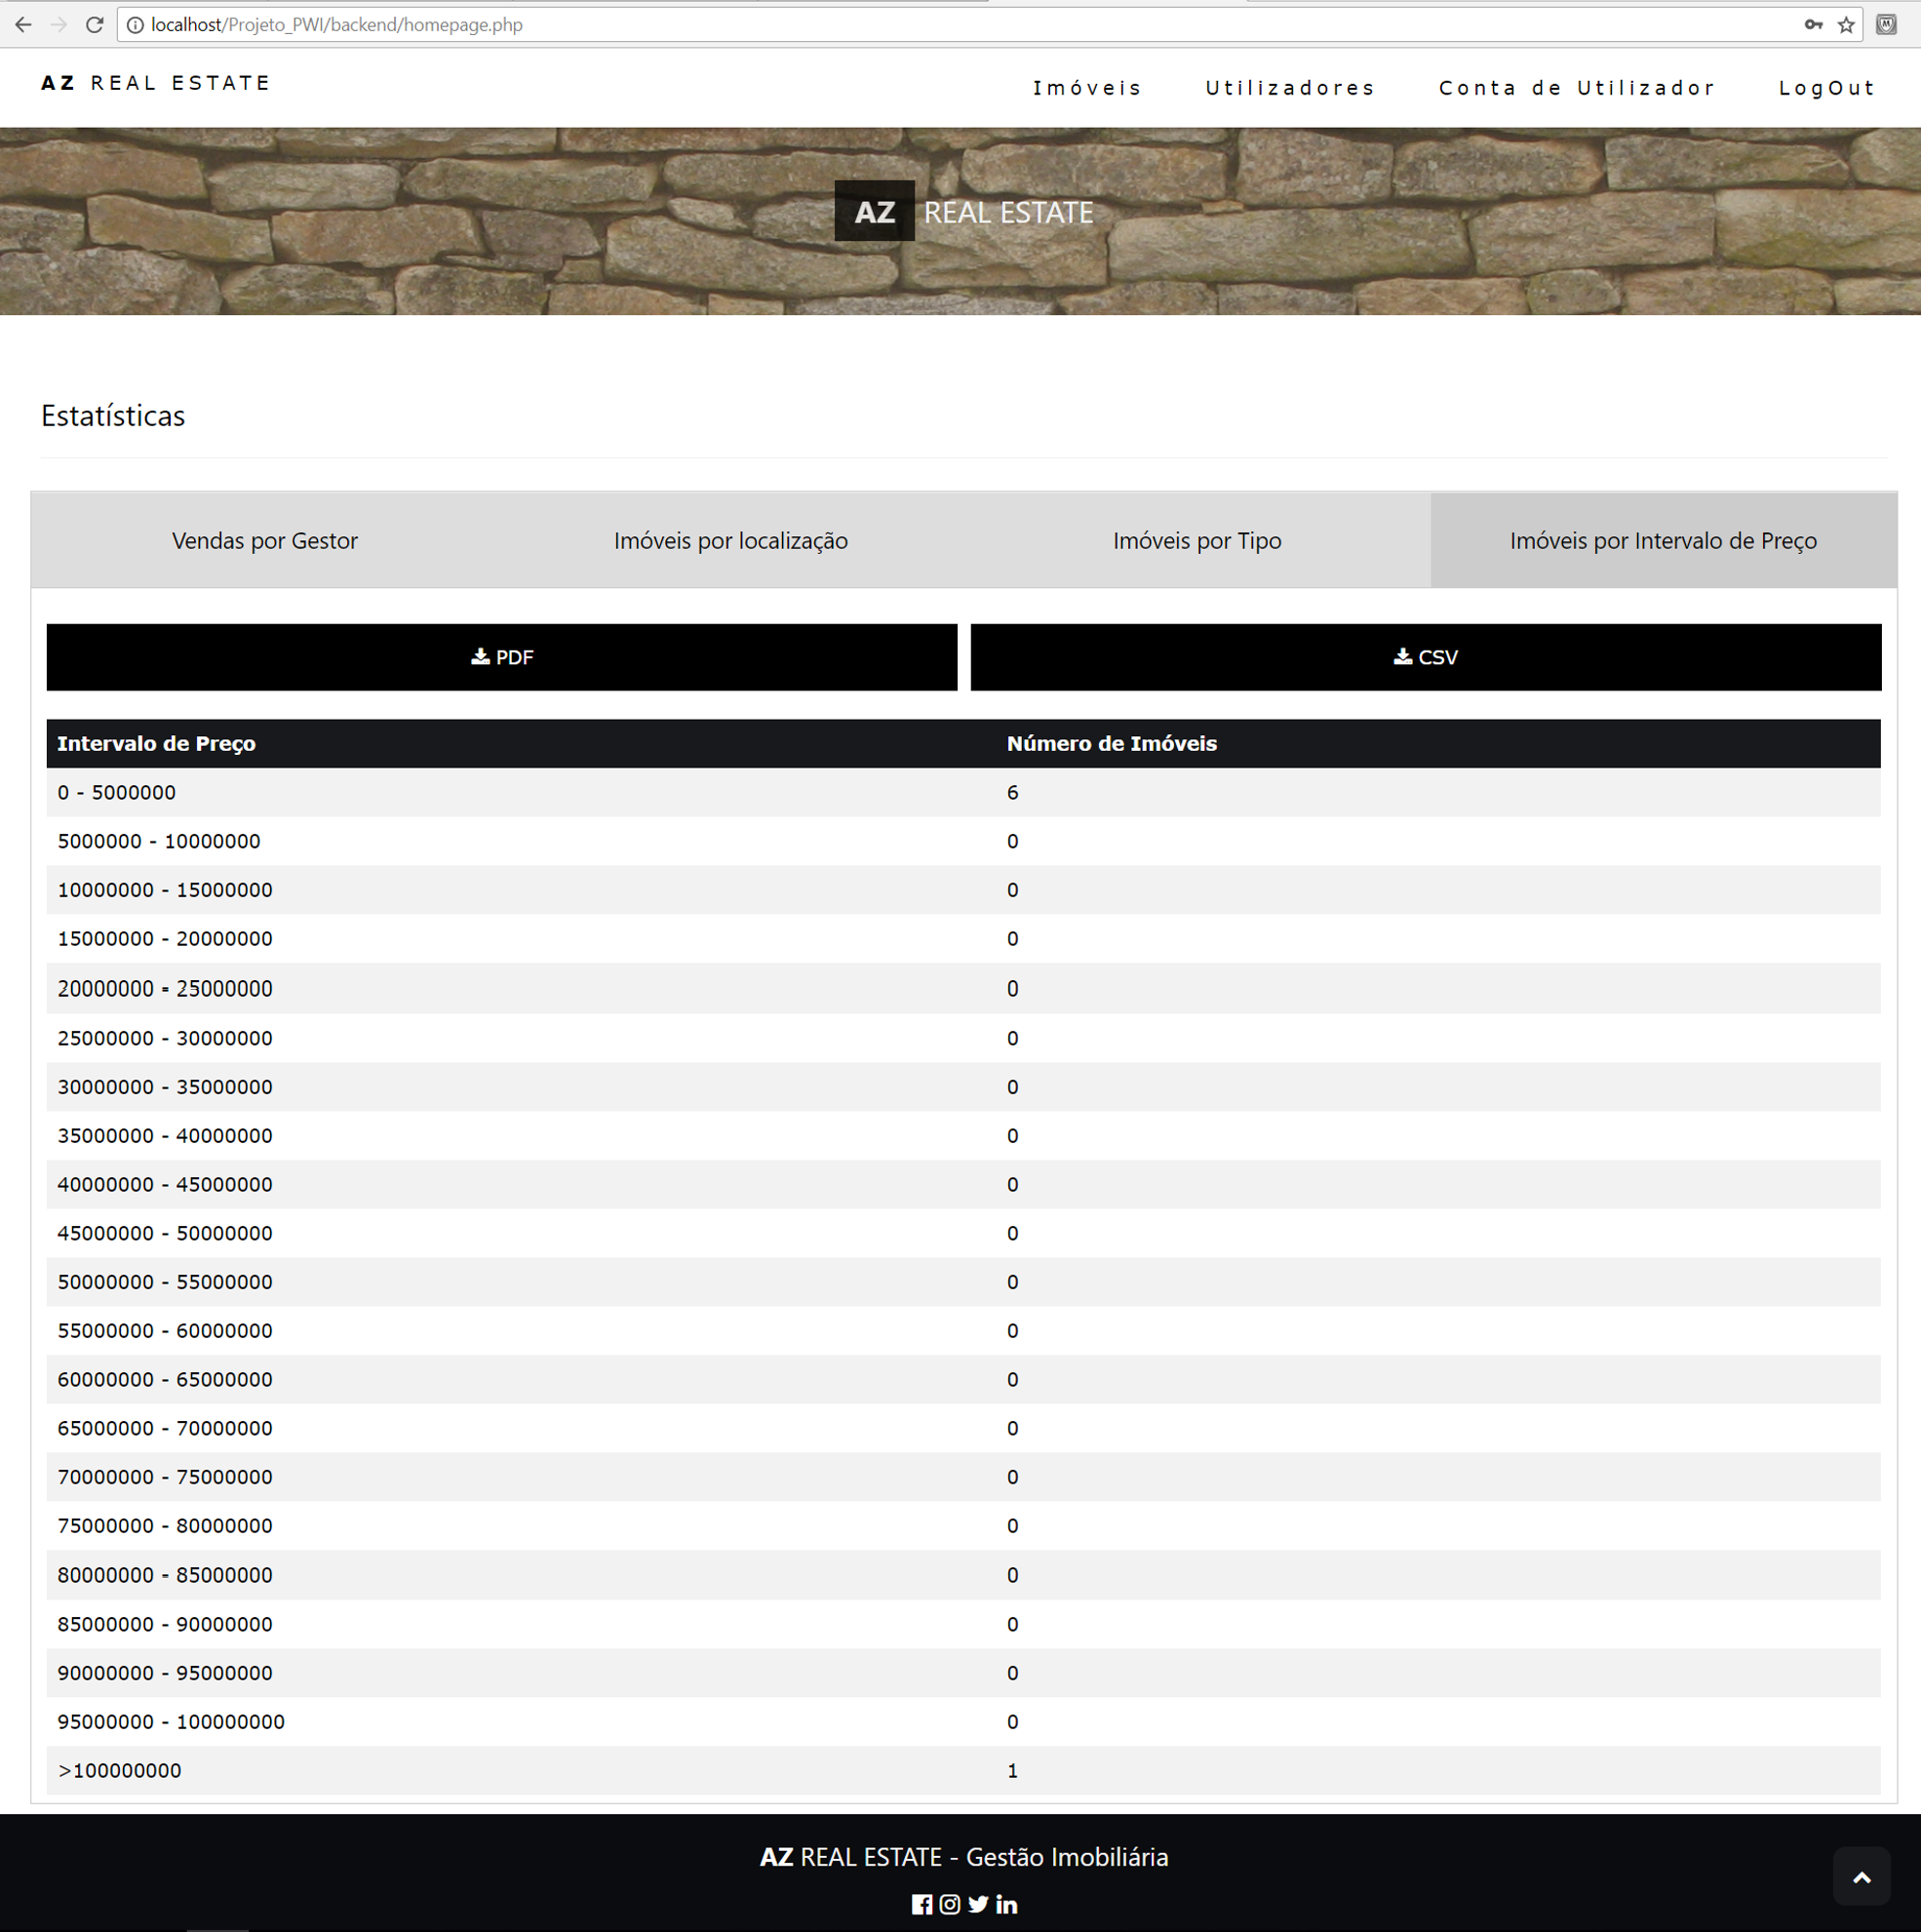 localhost/Projeto_PWI/backend/homepage.php
AZ REAL ESTATE
Imóveis Utilizadores Conta de Utilizador LogOut
AZ REAL ESTATE
Estatísticas
Vendas por Gestor Imóveis por localização Imóveis por Tipo Imóveis por Intervalo de Preço
PDF CSV
Intervalo de Preço Número de Imóveis
0 - 5000000 6
5000000 - 10000000 0
10000000 - 15000000 0
15000000 - 20000000 0
20000000 - 25000000 0
25000000 - 30000000 0
30000000 - 35000000 0
35000000 - 40000000 0
40000000 - 45000000 0
45000000 - 50000000 0
50000000 - 55000000 0
55000000 - 60000000 0
60000000 - 65000000 0
65000000 - 70000000 0
70000000 - 75000000 0
75000000 - 80000000 0
80000000 - 85000000 0
85000000 - 90000000 0
90000000 - 95000000 0
95000000 - 100000000 0
>100000000 1
AZ REAL ESTATE - Gestão Imobiliária